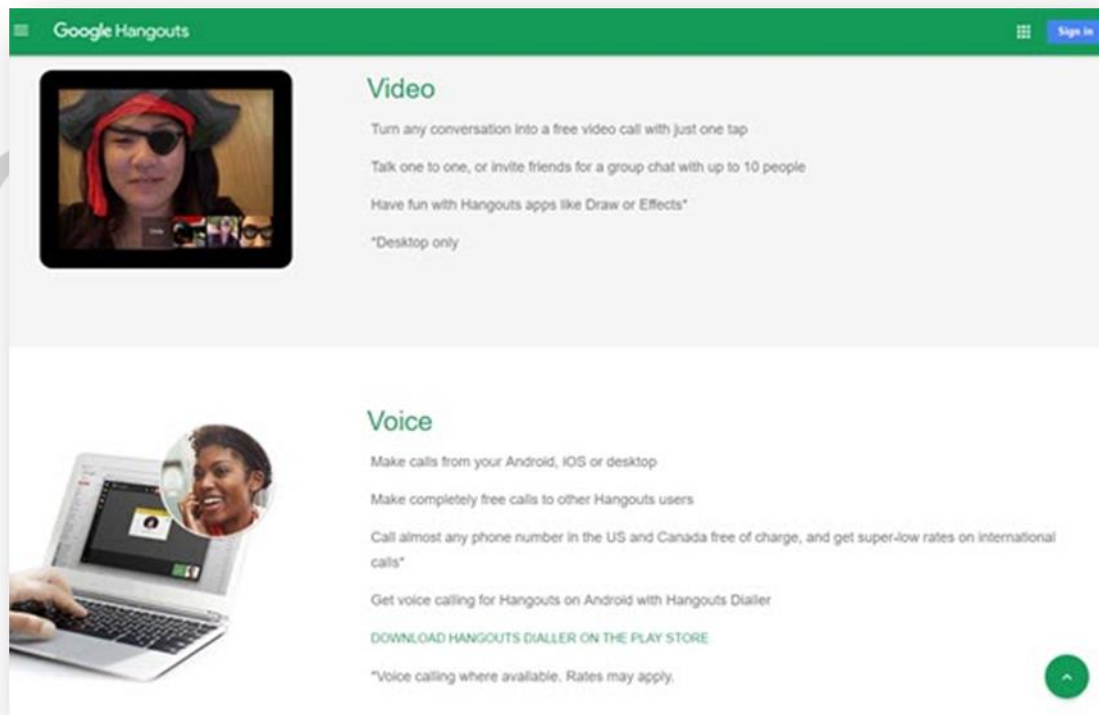 Google Hangouts
Sign in
Video
Turn any conversation into a free video call with just one tap
Talk one to one, or invite friends for a group chat with up to 10 people
Have fun with Hangouts apps like Draw or Effects*
*Desktop only
Voice
Make calls from your Android, iOS or desktop
Make completely free calls to other Hangouts users
Call almost any phone number in the US and Canada free of charge, and get super-low rates on international
calls*
Get voice calling for Hangouts on Android with Hangouts Dialler
DOWNLOAD HANGOUTS DIALLER ON THE PLAY STORE
*Voice calling where available. Rates may apply.